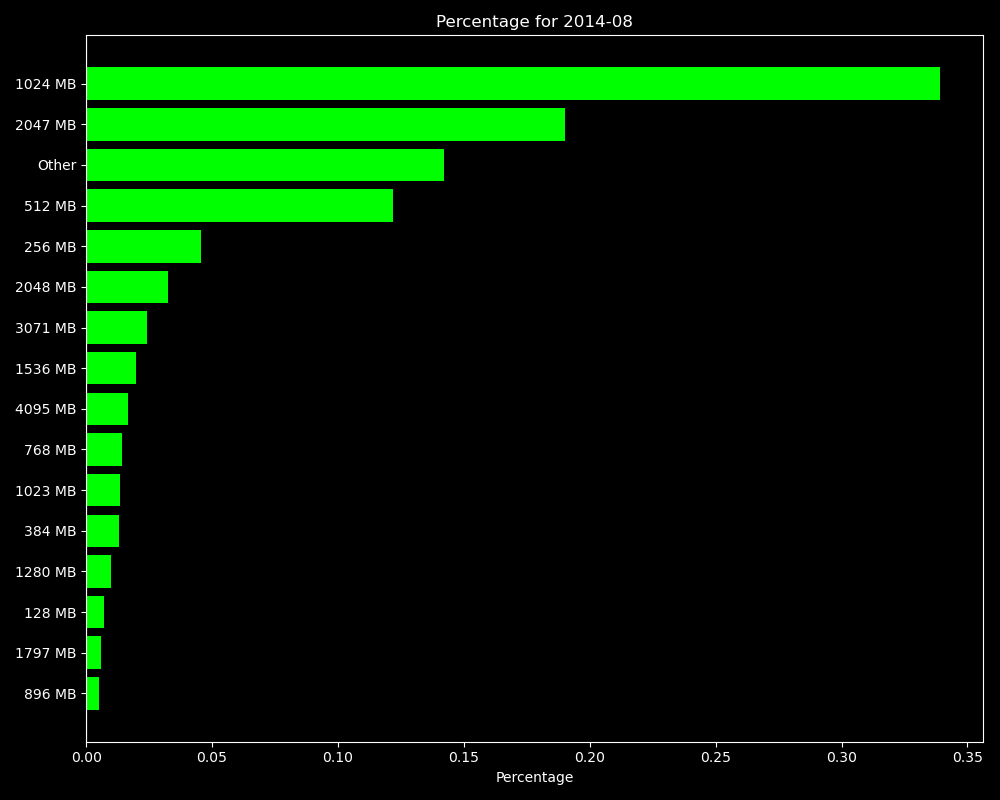 Percentage for 2014-08
1024 MB
2047 MB
Other
512 MB
256 MB
2048 MB
3071 MB
1536 MB
4095 MB
768 MB
1023 MB
384 MB
1280 MB
128 MB
1797 MB
896 MB
0.00 0.05 0.10 0.15 0.20 0.25 0.30 0.35
Percentage